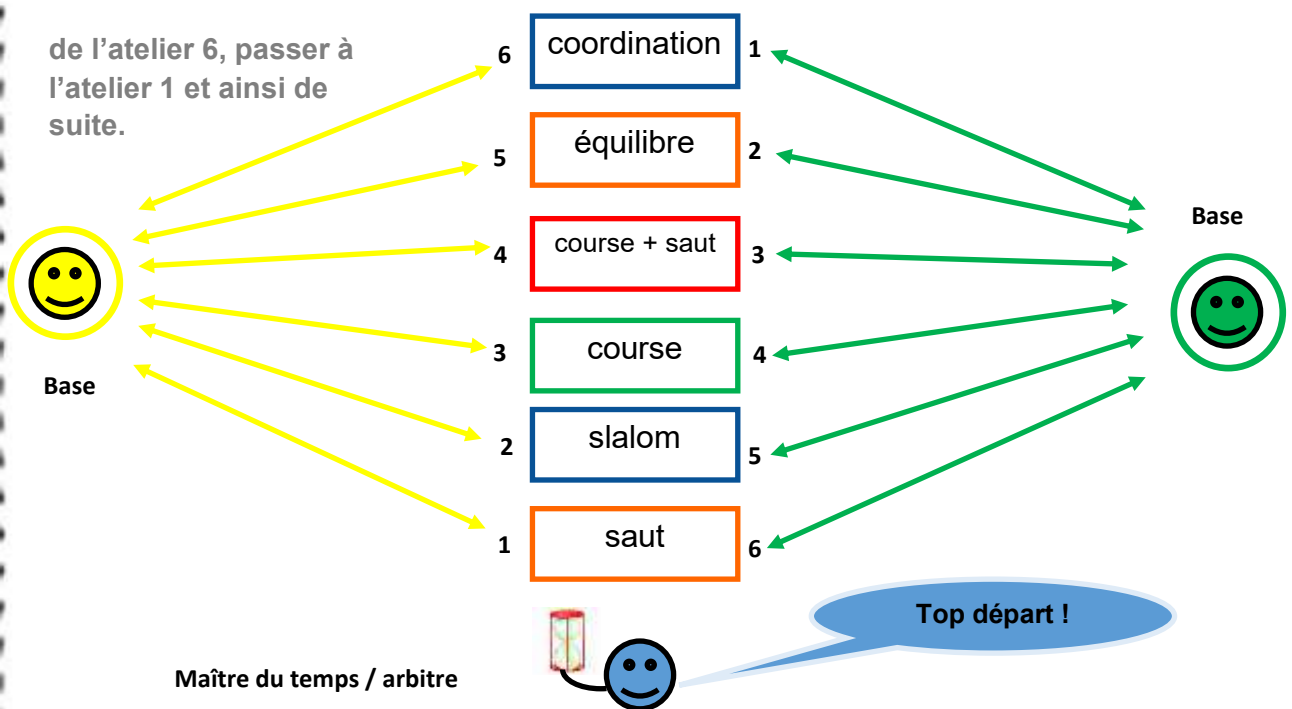 de l’atelier 6, passer à
l’atelier 1 et ainsi de
suite.
6 coordination 1
5 équilibre 2
Base
4 course + saut 3
3 course 4
Base
2 slalom 5
1 saut 6
Top départ !
Maître du temps / arbitre